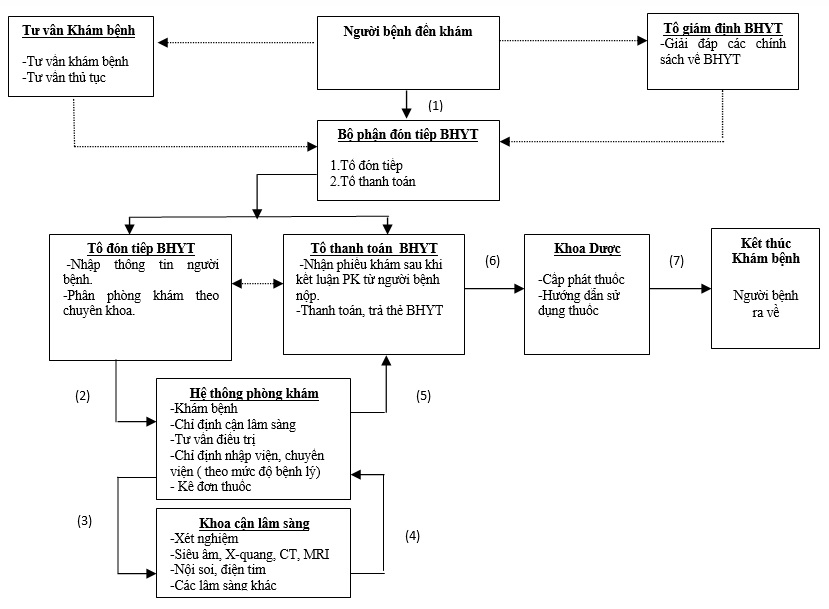 Tư vấn Khám bệnh
-Tư vấn khám bệnh
-Tư vấn thủ tục
Người bệnh đến khám
Tổ giám định BHYT
-Giải đáp các chính
sách về BHYT
(1)
Bộ phận đón tiếp BHYT
1.Tổ đón tiếp
2.Tổ thanh toán
Tổ đón tiếp BHYT
-Nhập thông tin người
bệnh.
-Phân phòng khám theo
chuyên khoa.
Tổ thanh toán BHYT
-Nhận phiếu khám sau khi
kết luận PK từ người bệnh
nộp.
-Thanh toán, trả thẻ BHYT
(6)
Khoa Dược
-Cấp phát thuốc
-Hướng dẫn sử
dụng thuốc
(7)
Kết thúc
Khám bệnh
Người bệnh
ra về
(2)
Hệ thống phòng khám
-Khám bệnh
-Chỉ định cận lâm sàng
-Tư vấn điều trị
-Chỉ định nhập viện, chuyển
viện ( theo mức độ bệnh lý)
- Kê đơn thuốc
(5)
(3)
Khoa cận lâm sàng
-Xét nghiệm
-Siêu âm, X-quang, CT, MRI
-Nội soi, điện tim
-Các lâm sàng khác
(4)